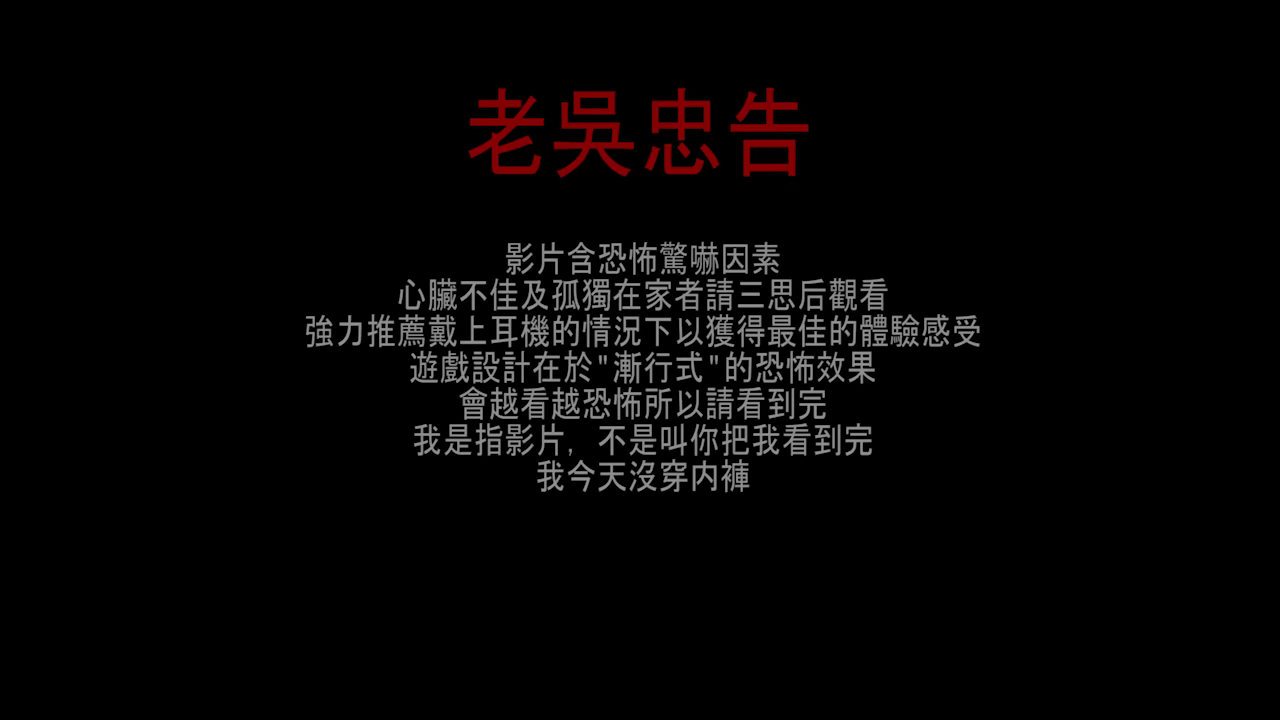 老吳忠告
影片含恐怖驚嚇因素
心臟不佳及孤獨在家者請三思后觀看
強力推薦戴上耳機的情況下以獲得最佳的體驗感受
遊戲設計在於"漸行式"的恐怖效果
會越看越恐怖所以請看到完
我是指影片, 不是叫你把我看到完
我今天沒穿内褲